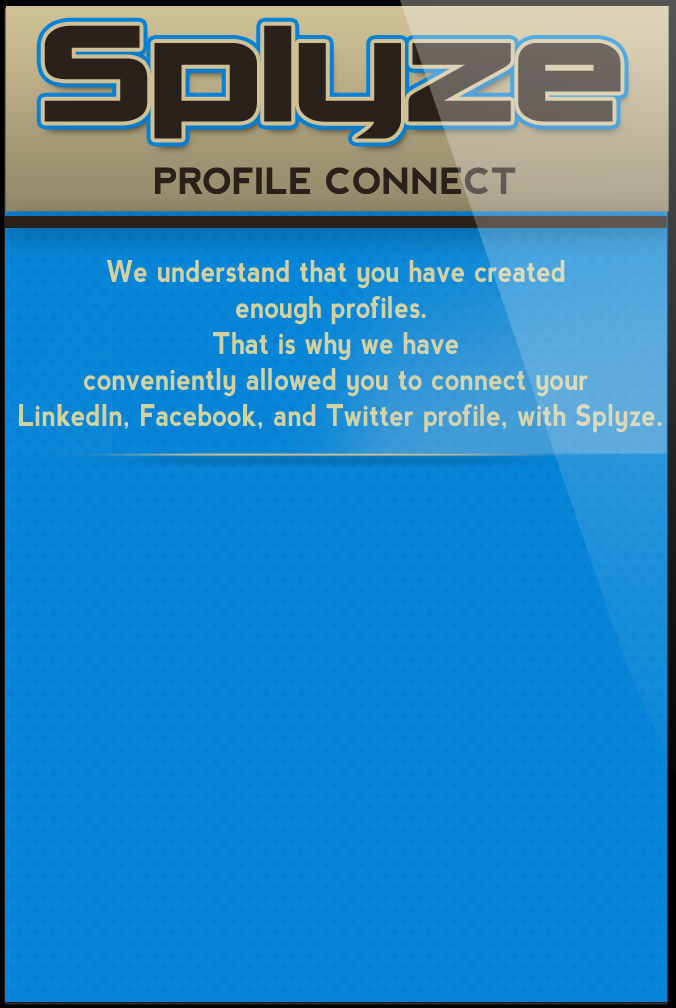 Splyze
PROFILE CONNECT
We understand that you have created
enough profiles.
That is why we have
conveniently allowed you to connect your
LinkedIn, Facebook, and Twitter profile, with Splyze.